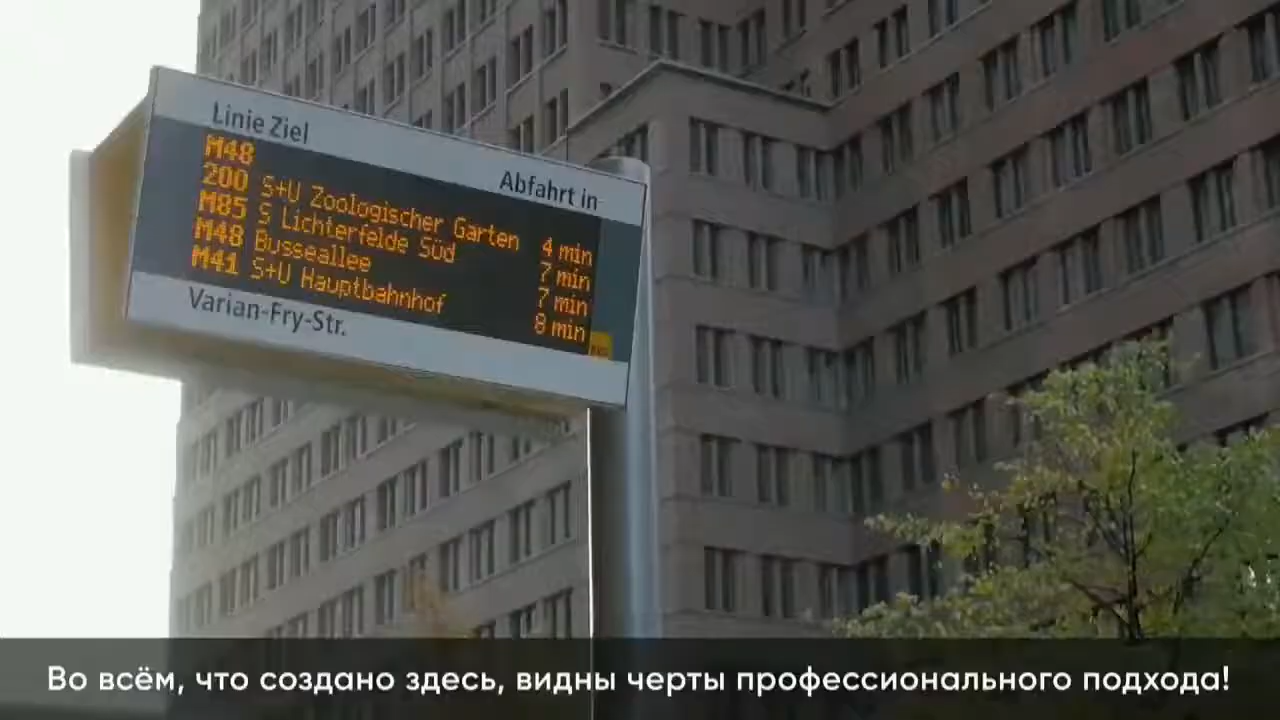 Linie Ziel
Abfahrt in
M48
200 S+U Zoologischer Garten 4 min
M85 S Lichterfelde Süd 7 min
M48 Busseallee 7 min
M41 S+U Hauptbahnhof 8 min
Varian-Fry-Str.
Во всём, что создано здесь, видны черты профессионального подхода!